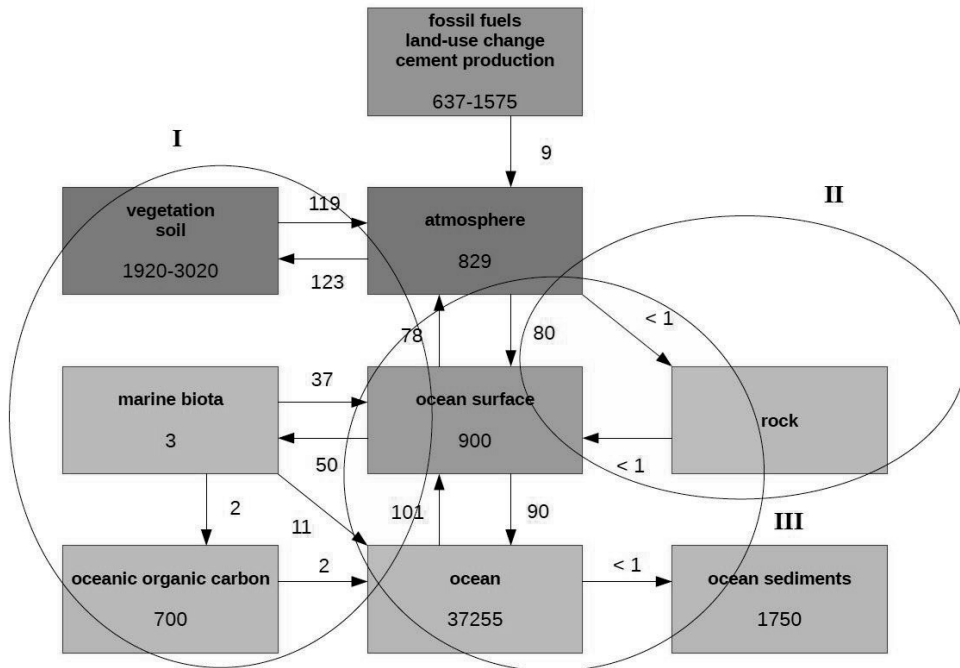 fossil fuels
land-use change
cement production
637-1575
I
9
II
vegetation
soil
1920-3020
119
123
atmosphere
829
78
80
< 1
marine biota
3
37
50
ocean surface
900
< 1
rock
2
11
101
90
III
oceanic organic carbon
700
2
ocean
37255
< 1
ocean sediments
1750